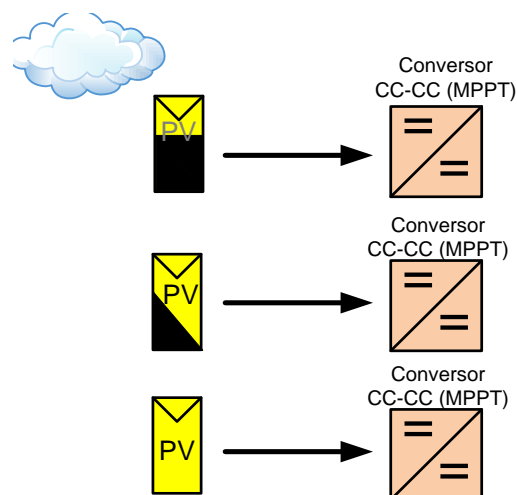 Conversor
CC-CC (MPPT)
PV
Conversor
CC-CC (MPPT)
PV
Conversor
CC-CC (MPPT)
PV